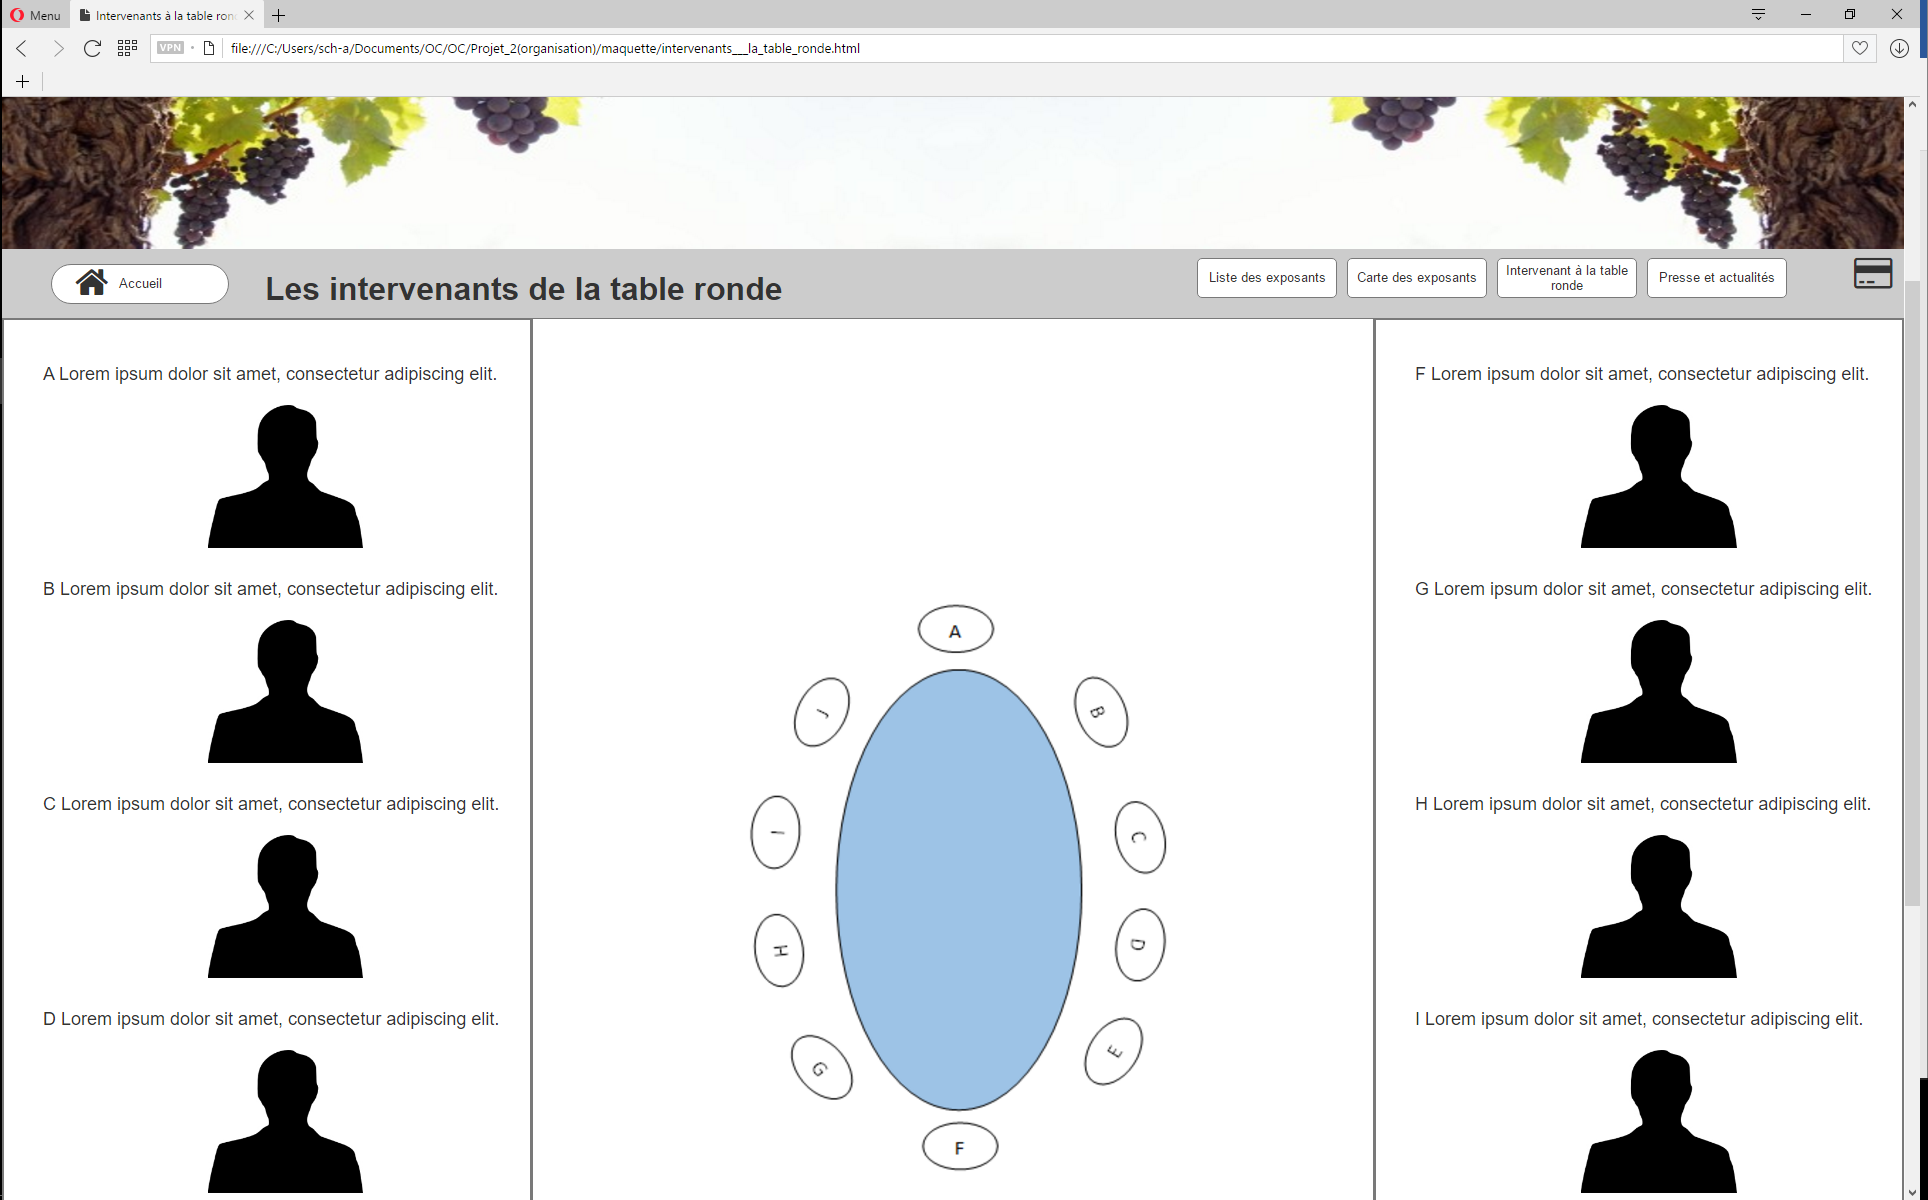 Menu
Intervenants à la table ron
VPN
file:///C:/Users/sch-a/Documents/OC/OC/Projet_2(organisation)/maquette/intervenants___la_table_ronde.html
Accueil
Les intervenants de la table ronde
Liste des exposants
Carte des exposants
Intervenant à la table
ronde
Presse et actualités
A Lorem ipsum dolor sit amet, consectetur adipiscing elit.
B Lorem ipsum dolor sit amet, consectetur adipiscing elit.
C Lorem ipsum dolor sit amet, consectetur adipiscing elit.
D Lorem ipsum dolor sit amet, consectetur adipiscing elit.
A
B
C
D
E
F
G
H
I
J
F Lorem ipsum dolor sit amet, consectetur adipiscing elit.
G Lorem ipsum dolor sit amet, consectetur adipiscing elit.
H Lorem ipsum dolor sit amet, consectetur adipiscing elit.
I Lorem ipsum dolor sit amet, consectetur adipiscing elit.